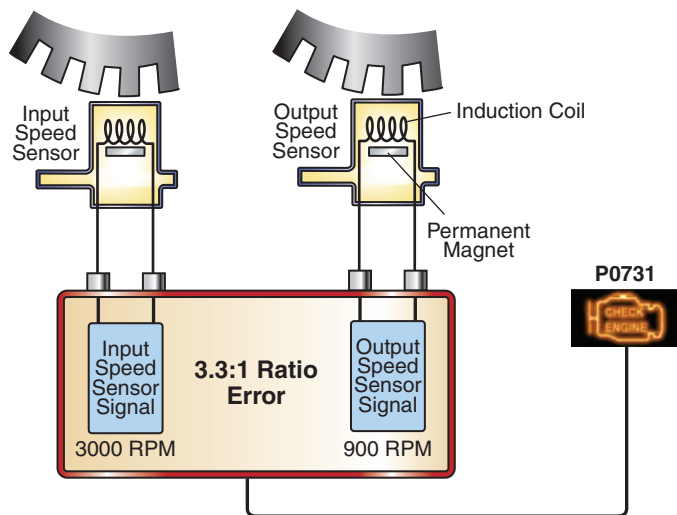 Input
Speed
Sensor
Output
Speed
Sensor
Induction Coil
Permanent
Magnet
P0731
CHECK
ENGINE
Input
Speed
Sensor
Signal
3.3:1 Ratio
Error
Output
Speed
Sensor
Signal
3000 RPM
900 RPM